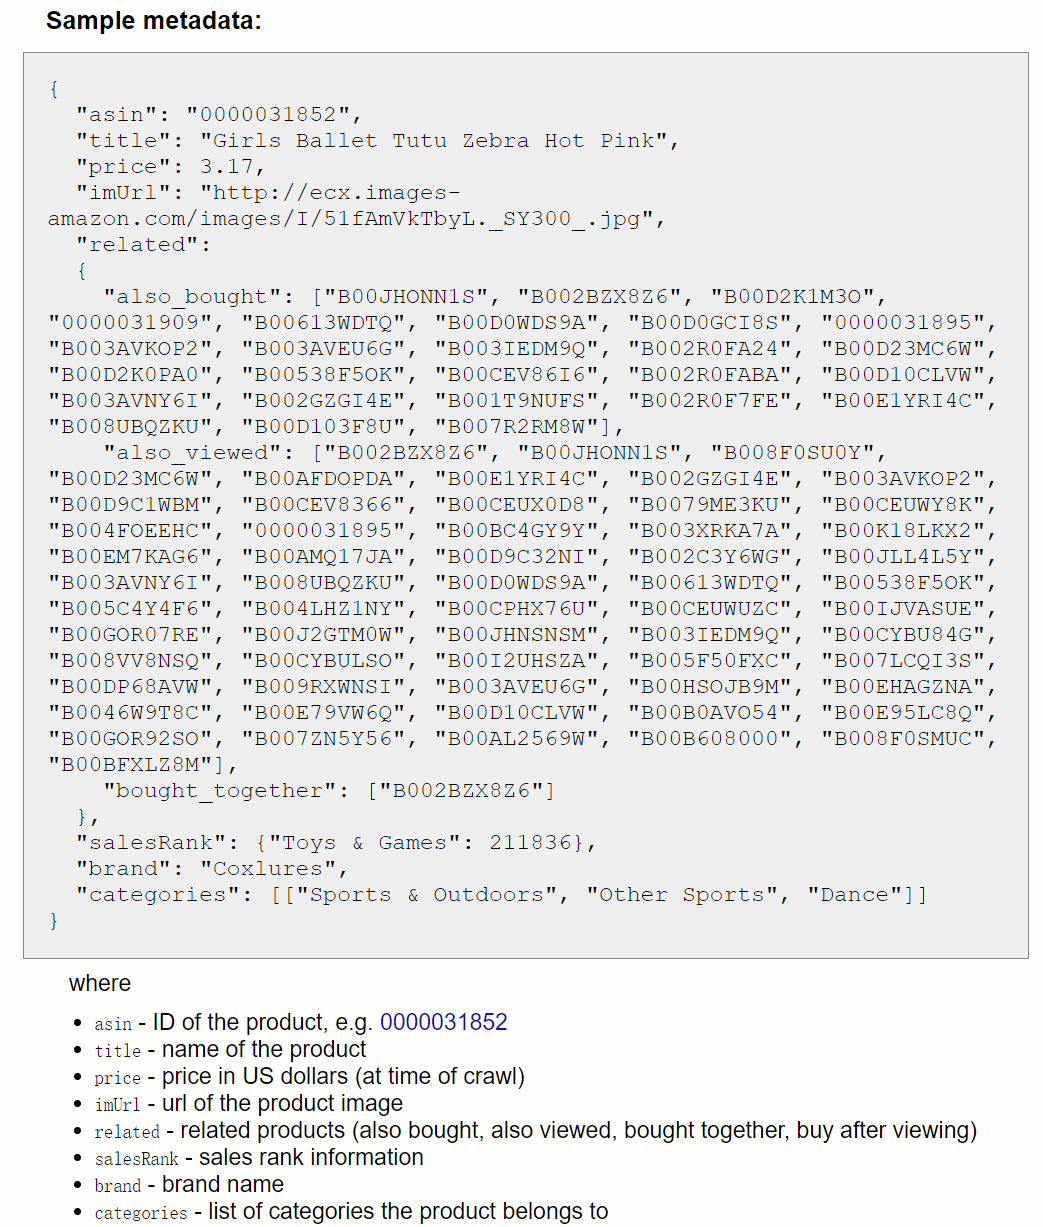 Sample metadata:
{
  "asin": "0000031852",
  "title": "Girls Ballet Tutu Zebra Hot Pink",
  "price": 3.17,
  "imUrl": "http://ecx.images-
amazon.com/images/I/51fAmVkTbyL._SY300_.jpg",
  "related":
  {
    "also_bought": ["B00JHONN1S", "B002BZX8Z6", "B00D2K1M3O",
"0000031909", "B00613WDTQ", "B00D0WDS9A", "B00D0GCI8S", "0000031895",
"B003AVKOP2", "B003AVEU6G", "B003IEDM9Q", "B002R0FA24", "B00D23MC6W",
"B00D2K0PA0", "B00538F5OK", "B00CEV86I6", "B002R0FABA", "B00D10CLVW",
"B003AVNY6I", "B002GZGI4E", "B001T9NUFS", "B002R0F7FE", "B00E1YRI4C",
"B008UBQZKU", "B00D103F8U", "B007R2RM8W"],
    "also_viewed": ["B002BZX8Z6", "B00JHONN1S", "B008F0SU0Y",
"B00D23MC6W", "B00AFDOPDA", "B00E1YRI4C", "B002GZGI4E", "B003AVKOP2",
"B00D9C1WBM", "B00CEV8366", "B00CEUX0D8", "B0079ME3KU", "B00CEUWY8K",
"B004FOEEHC", "0000031895", "B00BC4GY9Y", "B003XRKA7A", "B00K18LKX2",
"B00EM7KAG6", "B00AMQ17JA", "B00D9C32NI", "B002C3Y6WG", "B00JLL4L5Y",
"B003AVNY6I", "B008UBQZKU", "B00D0WDS9A", "B00613WDTQ", "B00538F5OK",
"B005C4Y4F6", "B004LHZ1NY", "B00CPHX76U", "B00CEUWUZC", "B00IJVASUE",
"B00GOR07RE", "B00J2GTM0W", "B00JHNSNSM", "B003IEDM9Q", "B00CYBU84G",
"B008VV8NSQ", "B00CYBULSO", "B00I2UHSZA", "B005F50FXC", "B007LCQI3S",
"B00DP68AVW", "B009RXWNSI", "B003AVEU6G", "B00HSOJB9M", "B00EHAGZNA",
"B0046W9T8C", "B00E79VW6Q", "B00D10CLVW", "B00B0AVO54", "B00E95LC8Q",
"B00GOR92SO", "B007ZN5Y56", "B00AL2569W", "B00B608000", "B008F0SMUC",
"B00BFXLZ8M"],
    "bought_together": ["B002BZX8Z6"]
  },
  "salesRank": {"Toys & Games": 211836},
  "brand": "Coxlures",
  "categories": [["Sports & Outdoors", "Other Sports", "Dance"]]
}
where
• asin - ID of the product, e.g. 0000031852
• title - name of the product
• price - price in US dollars (at time of crawl)
• imUrl - url of the product image
• related - related products (also bought, also viewed, bought together, buy after viewing)
• salesRank - sales rank information
• brand - brand name
• categories - list of categories the product belongs to